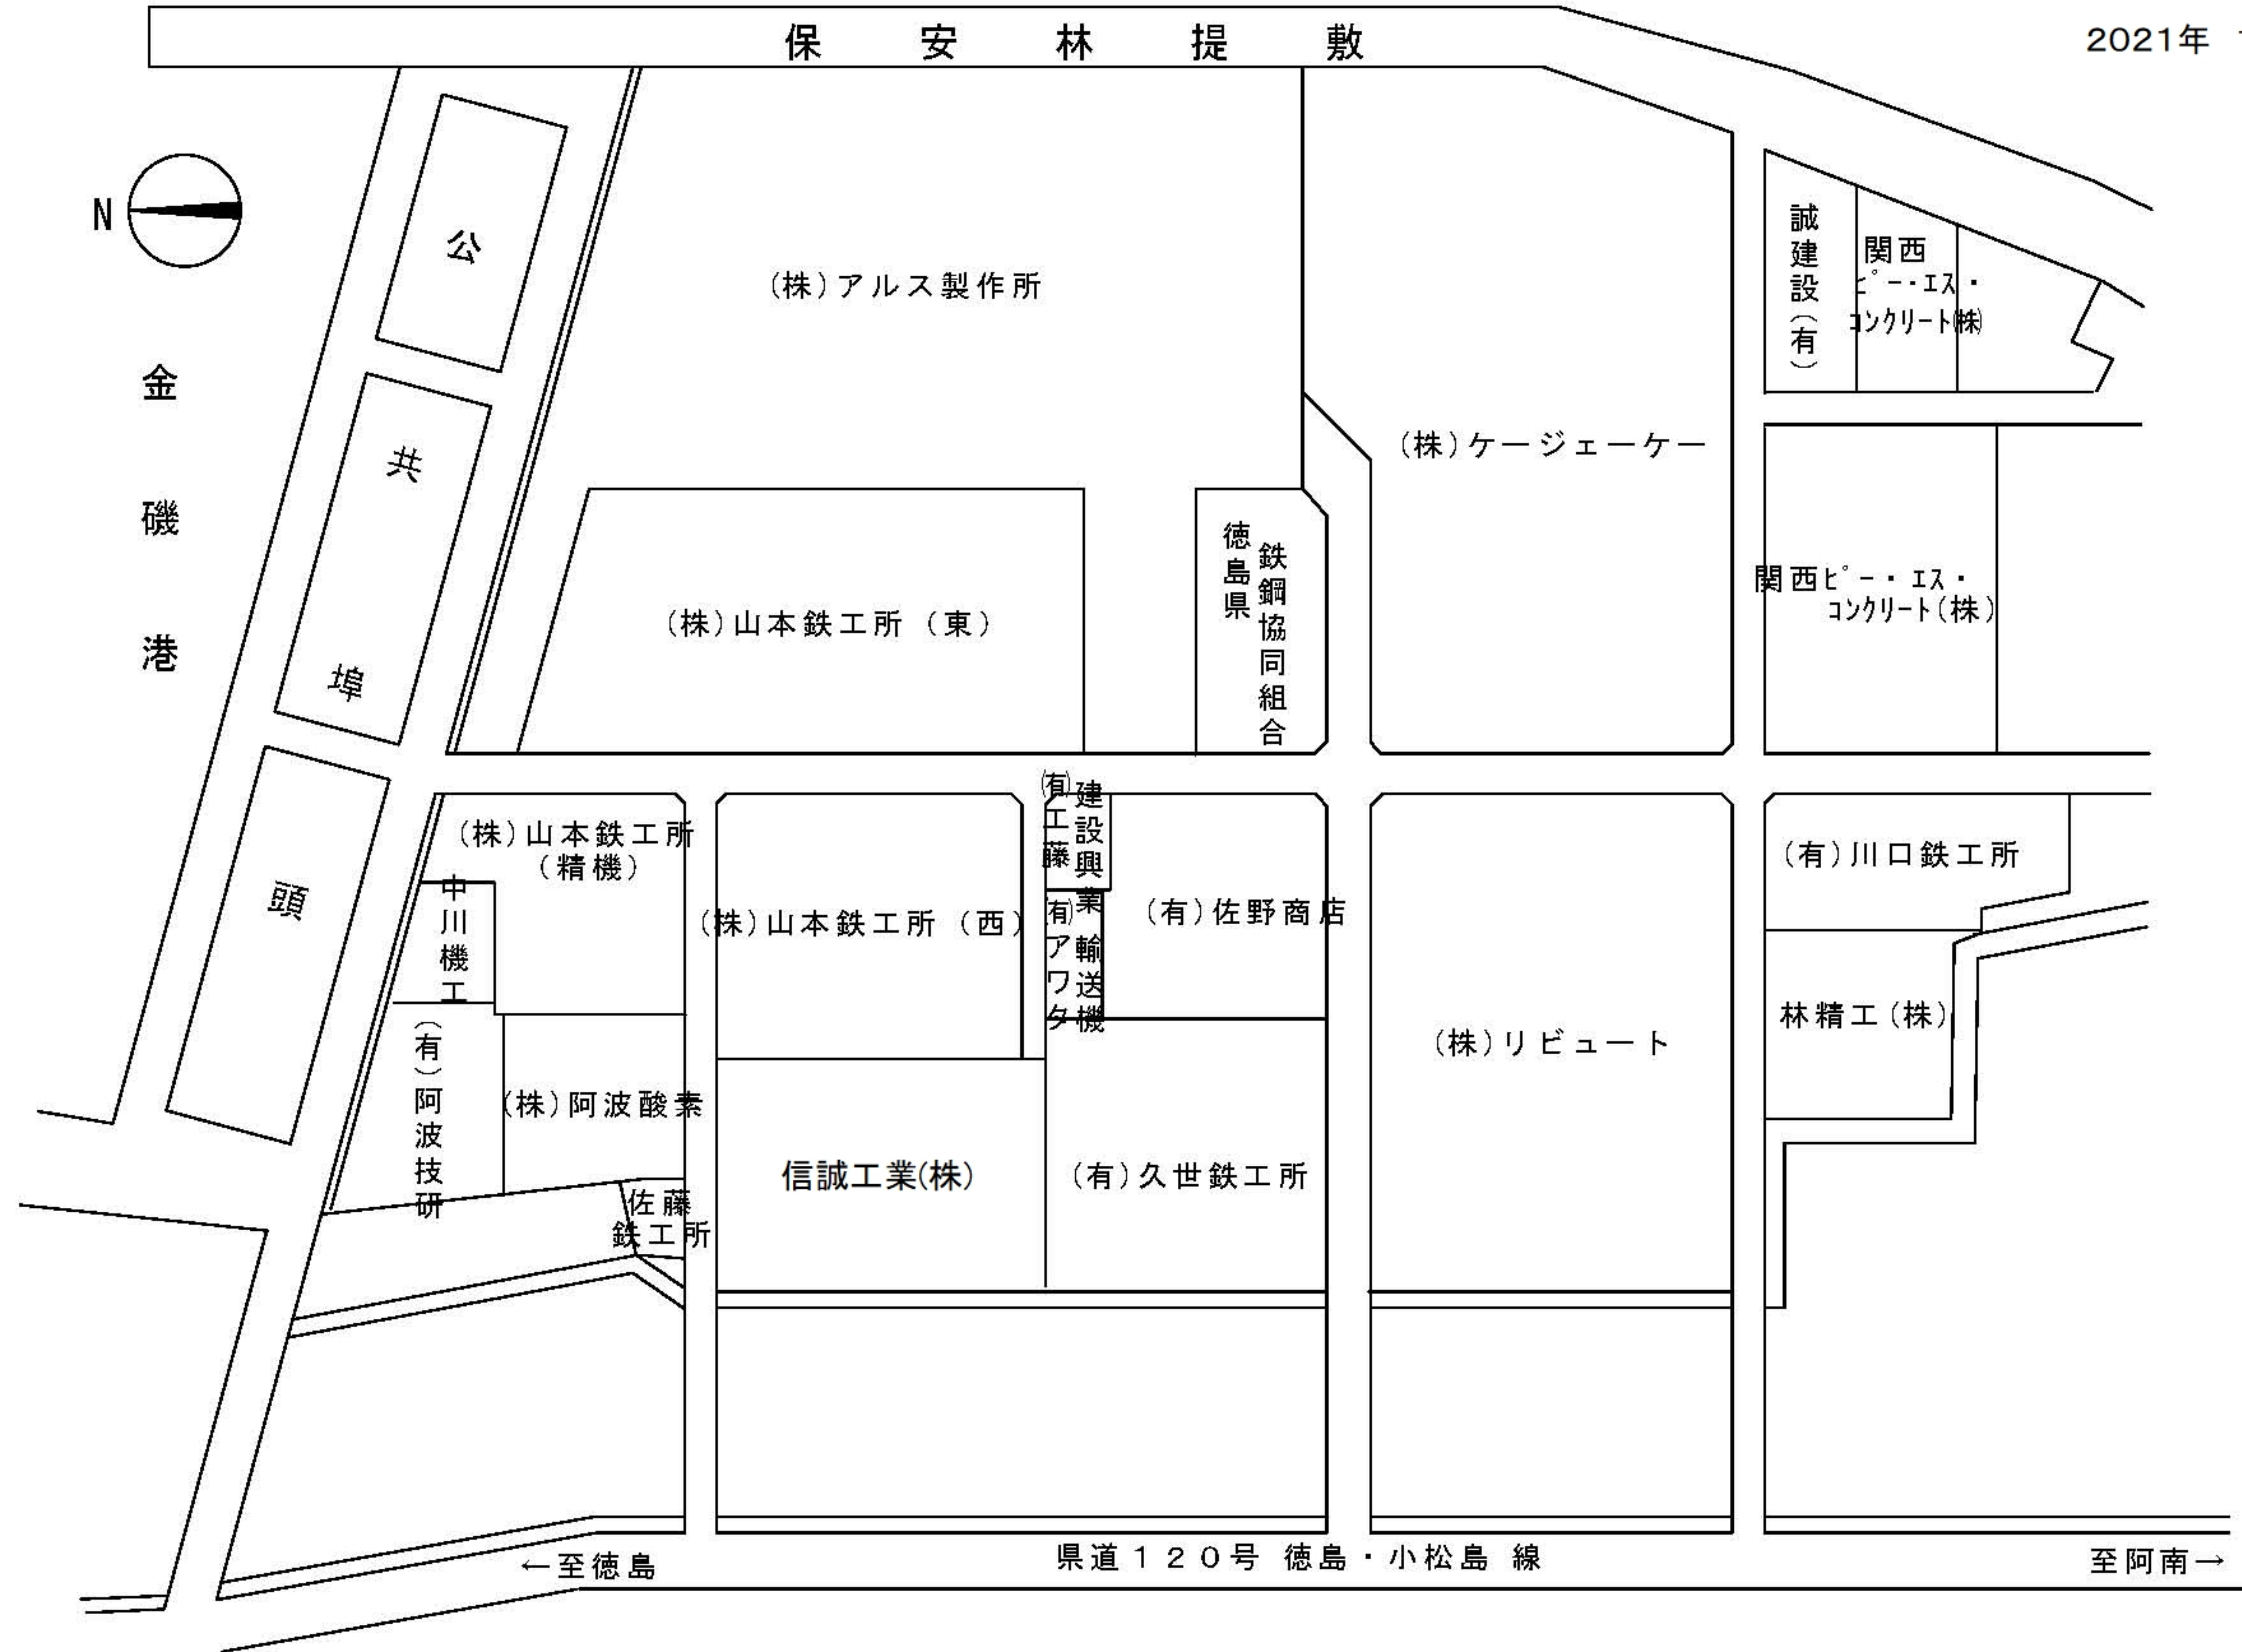 保安林提敷
2021年
N
金磯港
公共埠頭
(株)アルス製作所
(株)ケージェーケー
誠建設(有)
関西
ピー・エス・
コンクリート(株)
(株)山本鉄工所（東）
徳島県
鉄鋼協同組合
関西ピー・エス・
コンクリート(株)
(株)山本鉄工所
（精機）
中川機工
(株)山本鉄工所（西）
(有)工藤
建設興業
(有)アワタ
輸送機
(有)佐野商店
(有)川口鉄工所
林精工(株)
(株)リビュート
(有)阿波技研
(株)阿波酸素
佐藤
鉄工所
信誠工業(株)
(有)久世鉄工所
←至徳島
県道１２０号 徳島・小松島 線
至阿南→